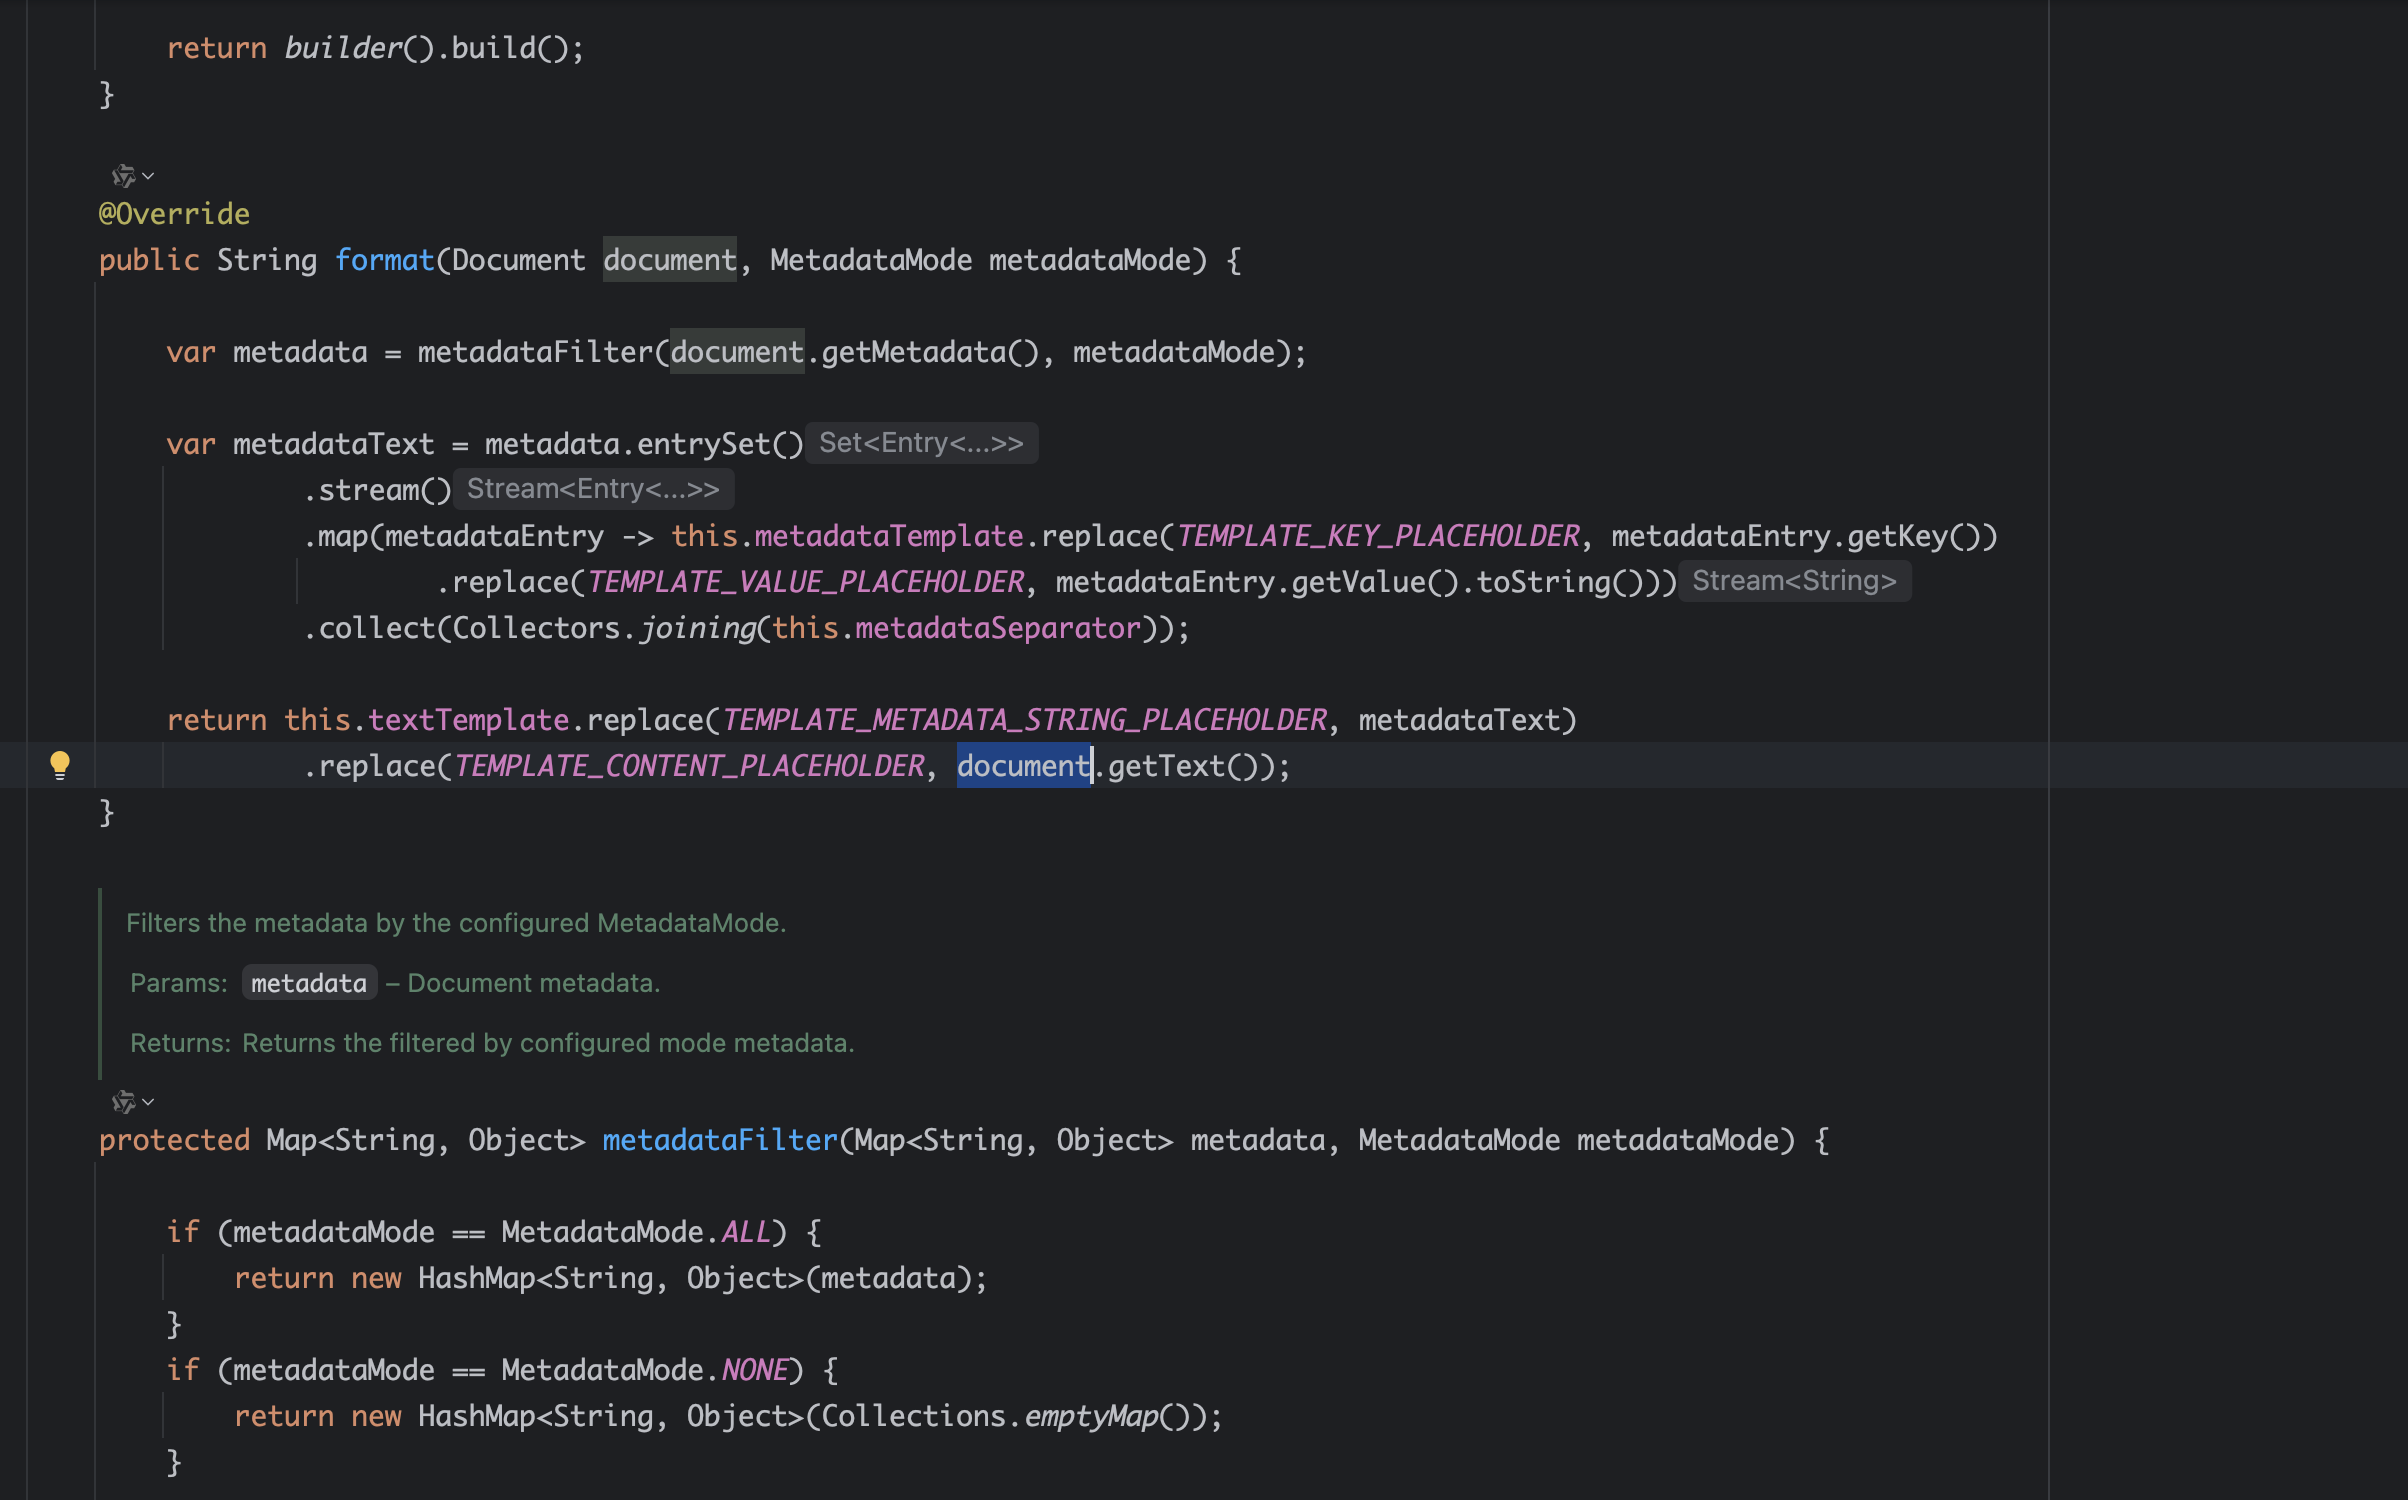 return builder().build();
}
@Override
public String format(Document document, MetadataMode metadataMode) {
var metadata = metadataFilter(document.getMetadata(), metadataMode);
var metadataText = metadata.entrySet() Set<Entry<...>>
.stream() Stream<Entry<...>>
.map(metadataEntry -> this.metadataTemplate.replace(TEMPLATE_KEY_PLACEHOLDER, metadataEntry.getKey())
.replace(TEMPLATE_VALUE_PLACEHOLDER, metadataEntry.getValue().toString())) Stream<String>
.collect(Collectors.joining(this.metadataSeparator));
return this.textTemplate.replace(TEMPLATE_METADATA_STRING_PLACEHOLDER, metadataText)
.replace(TEMPLATE_CONTENT_PLACEHOLDER, document.getText());
}
Filters the metadata by the configured MetadataMode.
Params: metadata – Document metadata.
Returns: Returns the filtered by configured mode metadata.
protected Map<String, Object> metadataFilter(Map<String, Object> metadata, MetadataMode metadataMode) {
if (metadataMode == MetadataMode.ALL) {
return new HashMap<String, Object>(metadata);
}
if (metadataMode == MetadataMode.NONE) {
return new HashMap<String, Object>(Collections.emptyMap());
}